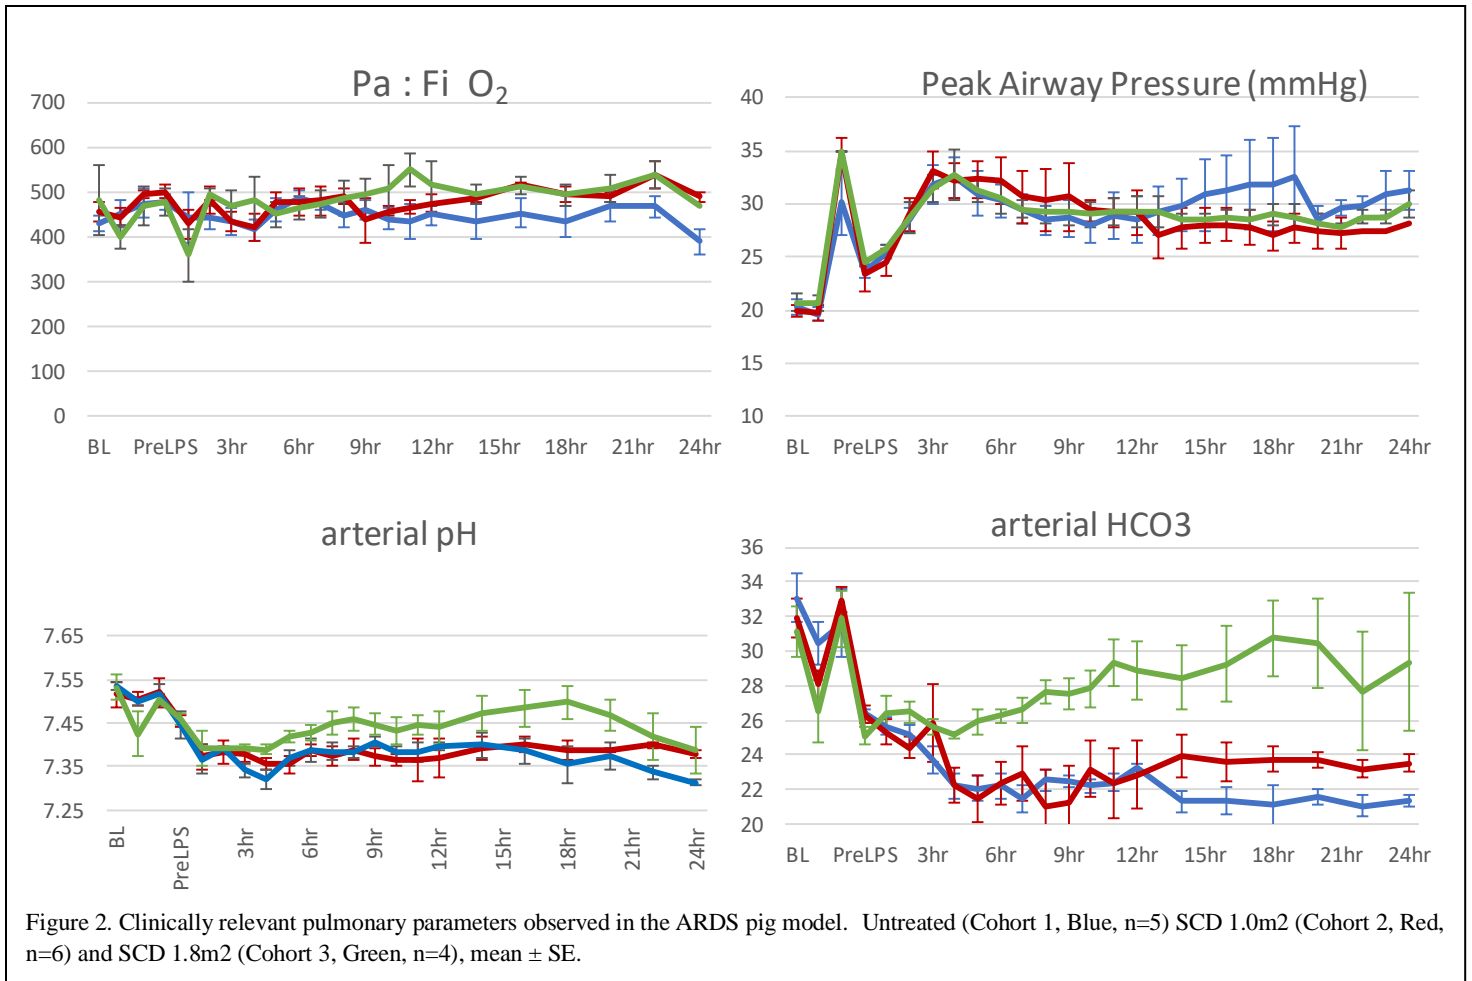 Pa : Fi O2
700
600
500
400
300
200
100
0
BL PreLPS 3hr 6hr 9hr 12hr 15hr 18hr 21hr 24hr
Peak Airway Pressure (mmHg)
40
35
30
25
20
15
10
BL PreLPS 3hr 6hr 9hr 12hr 15hr 18hr 21hr 24hr
arterial pH
7.65
7.55
7.45
7.35
7.25
BL PreLPS 3hr 6hr 9hr 12hr 15hr 18hr 21hr 24hr
arterial HCO3
36
34
32
30
28
26
24
22
20
BL PreLPS 3hr 6hr 9hr 12hr 15hr 18hr 21hr 24hr
Figure 2. Clinically relevant pulmonary parameters observed in the ARDS pig model. Untreated (Cohort 1, Blue, n=5) SCD 1.0m2 (Cohort 2, Red,
n=6) and SCD 1.8m2 (Cohort 3, Green, n=4), mean ± SE.